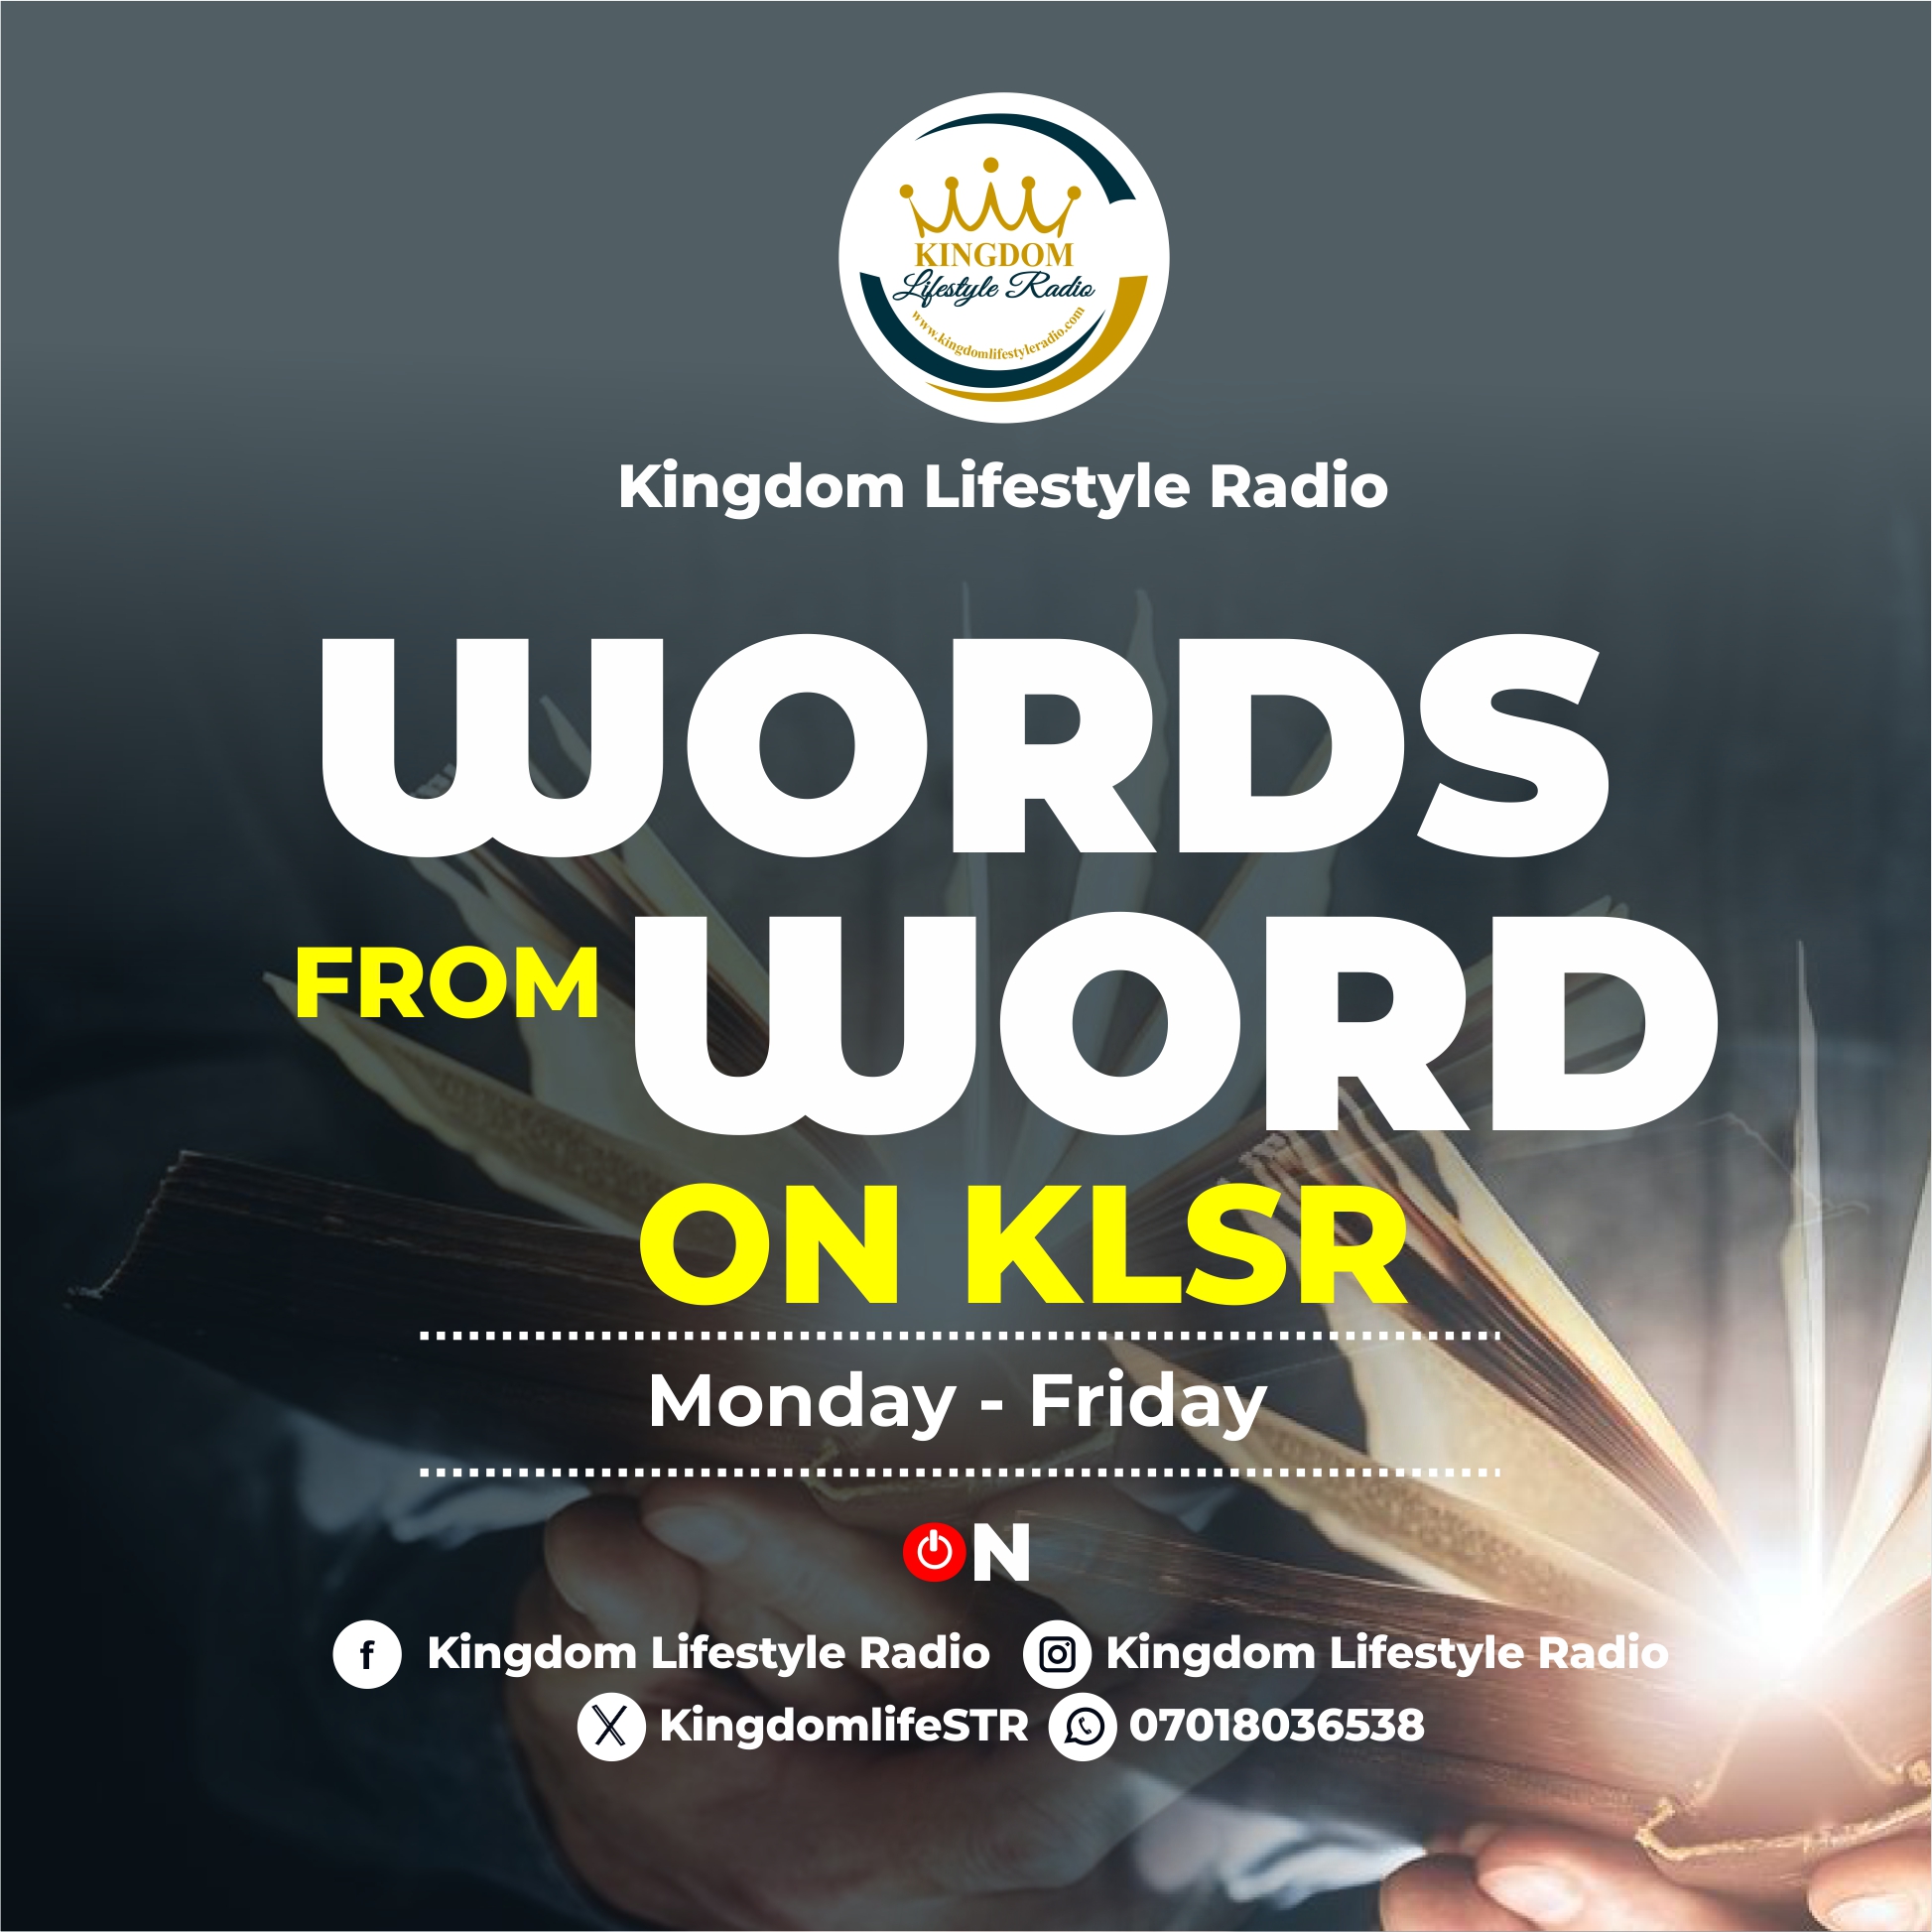 KINGDOM
Lifestyle Radio
www.kingdomlifestyleradio.com
Kingdom Lifestyle Radio
WORDS
FROM WORD
ON KLSR
Monday - Friday
ON
f Kingdom Lifestyle Radio Kingdom Lifestyle Radio
X KingdomlifeSTR 07018036538